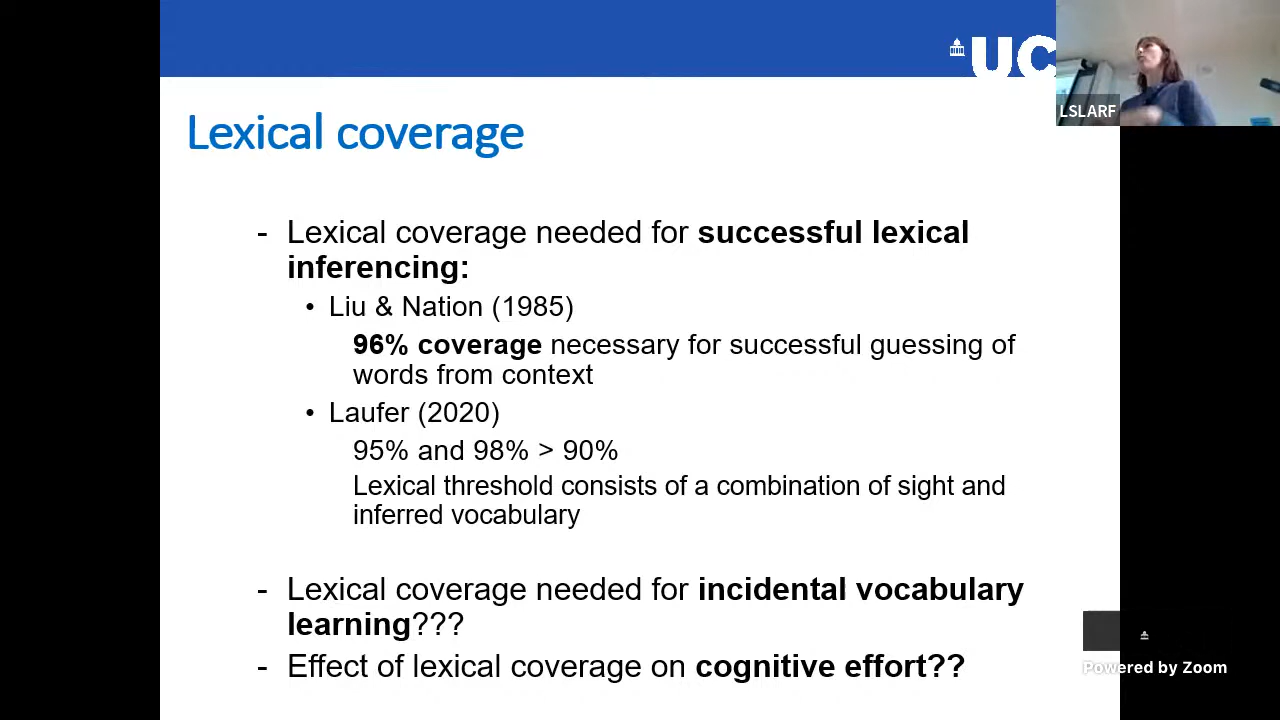 UC
LSLARF
Lexical coverage
- Lexical coverage needed for successful lexical
inferencing:
• Liu & Nation (1985)
96% coverage necessary for successful guessing of
words from context
• Laufer (2020)
95% and 98% > 90%
Lexical threshold consists of a combination of sight and
inferred vocabulary
- Lexical coverage needed for incidental vocabulary
learning???
- Effect of lexical coverage on cognitive effort??
Powered by Zoom